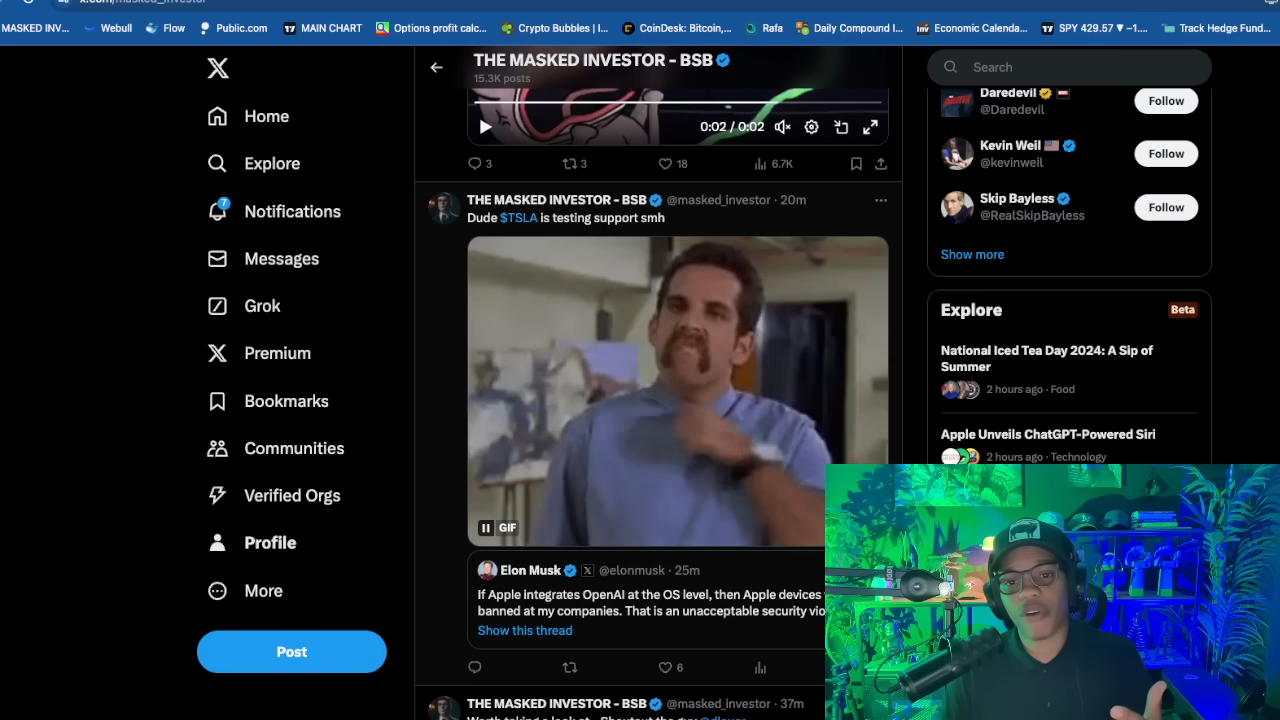 x.com/masked_investor
MASKED INV... Webull Flow Public.com MAIN CHART Options profit calc... Crypto Bubbles | I... CoinDesk: Bitcoin,... Rafa Daily Compound I... Economic Calenda... SPY 429.57 ▼ −1.... Track Hedge Fund...
THE MASKED INVESTOR - BSB
15.3K posts
0:02 / 0:02
3 3 18 6.7K
Home
Explore
7
Notifications
Messages
Grok
Premium
Bookmarks
Communities
Verified Orgs
Profile
More
Post
THE MASKED INVESTOR - BSB @masked_investor · 20m
Dude $TSLA is testing support smh
GIF
Elon Musk @elonmusk · 25m
If Apple integrates OpenAI at the OS level, then Apple devices
banned at my companies. That is an unacceptable security vio
Show this thread
6
THE MASKED INVESTOR - BSB @masked_investor · 37m
Search
Daredevil
@Daredevil
Follow
Kevin Weil
@kevinweil
Follow
Skip Bayless
@RealSkipBayless
Follow
Show more
Explore
Beta
National Iced Tea Day 2024: A Sip of
Summer
2 hours ago · Food
Apple Unveils ChatGPT-Powered Siri
2 hours ago · Technology